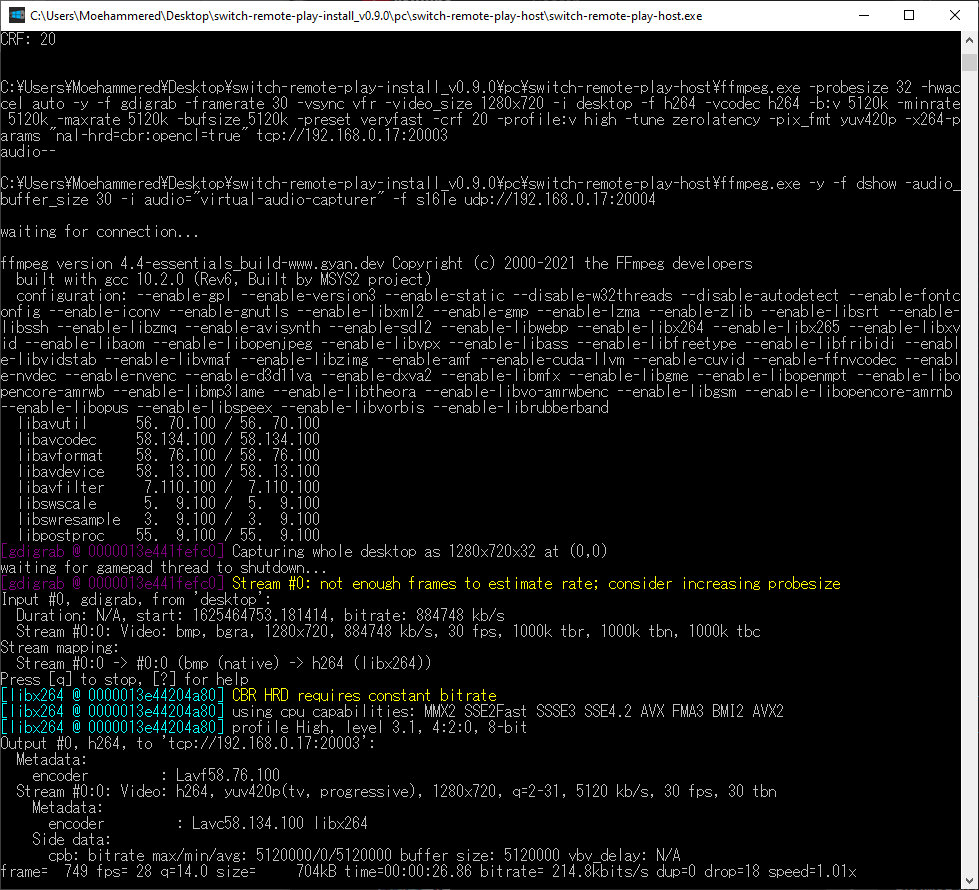 C:\Users\Moehammered\Desktop\switch-remote-play-install_v0.9.0\pc\switch-remote-play-host\switch-remote-play-host.exe
CRF: 20
C:¥Users¥Moehammered¥Desktop¥switch-remote-play-install_v0.9.0¥pc¥switch-remote-play-host¥ffmpeg.exe -probesize 32 -hwac
cel auto -y -f gdigrab -framerate 30 -vsync vfr -video_size 1280x720 -i desktop -f h264 -vcodec h264 -b:v 5120k -minrate
 5120k -maxrate 5120k -bufsize 5120k -preset veryfast -crf 20 -profile:v high -tune zerolatency -pix_fmt yuv420p -x264-p
arams "nal-hrd=cbr:opencl=true" tcp://192.168.0.17:20003
audio--
C:¥Users¥Moehammered¥Desktop¥switch-remote-play-install_v0.9.0¥pc¥switch-remote-play-host¥ffmpeg.exe -y -f dshow -audio_
buffer_size 30 -i audio="virtual-audio-capturer" -f s16le udp://192.168.0.17:20004
waiting for connection...
ffmpeg version 4.4-essentials_build-www.gyan.dev Copyright (c) 2000-2021 the FFmpeg developers
  built with gcc 10.2.0 (Rev6, Built by MSYS2 project)
  configuration: --enable-gpl --enable-version3 --enable-static --disable-w32threads --disable-autodetect --enable-fontc
onfig --enable-iconv --enable-gnutls --enable-libxml2 --enable-gmp --enable-lzma --enable-zlib --enable-libsrt --enable-
libssh --enable-libzmq --enable-avisynth --enable-sdl2 --enable-libwebp --enable-libx264 --enable-libx265 --enable-libxv
id --enable-libaom --enable-libopenjpeg --enable-libvpx --enable-libass --enable-libfreetype --enable-libfribidi --enabl
e-libvidstab --enable-libvmaf --enable-libzimg --enable-amf --enable-cuda-llvm --enable-cuvid --enable-ffnvcodec --enabl
e-nvdec --enable-nvenc --enable-d3d11va --enable-dxva2 --enable-libmfx --enable-libgme --enable-libopenmpt --enable-libo
pencore-amrwb --enable-libmp3lame --enable-libtheora --enable-libvo-amrwbenc --enable-libgsm --enable-libopencore-amrnb
--enable-libopus --enable-libspeex --enable-libvorbis --enable-librubberband
  libavutil      56. 70.100 / 56. 70.100
  libavcodec     58.134.100 / 58.134.100
  libavformat    58. 76.100 / 58. 76.100
  libavdevice    58. 13.100 / 58. 13.100
  libavfilter     7.110.100 /  7.110.100
  libswscale      5.  9.100 /  5.  9.100
  libswresample   3.  9.100 /  3.  9.100
  libpostproc    55.  9.100 / 55.  9.100
[gdigrab @ 0000013e441fefc0] Capturing whole desktop as 1280x720x32 at (0,0)
waiting for gamepad thread to shutdown...
[gdigrab @ 0000013e441fefc0] Stream #0: not enough frames to estimate rate; consider increasing probesize
Input #0, gdigrab, from 'desktop':
  Duration: N/A, start: 1625464753.181414, bitrate: 884748 kb/s
  Stream #0:0: Video: bmp, bgra, 1280x720, 884748 kb/s, 30 fps, 1000k tbr, 1000k tbn, 1000k tbc
Stream mapping:
  Stream #0:0 -> #0:0 (bmp (native) -> h264 (libx264))
Press [q] to stop, [?] for help
[libx264 @ 0000013e44204a80] CBR HRD requires constant bitrate
[libx264 @ 0000013e44204a80] using cpu capabilities: MMX2 SSE2Fast SSSE3 SSE4.2 AVX FMA3 BMI2 AVX2
[libx264 @ 0000013e44204a80] profile High, level 3.1, 4:2:0, 8-bit
Output #0, h264, to 'tcp://192.168.0.17:20003':
  Metadata:
    encoder         : Lavf58.76.100
  Stream #0:0: Video: h264, yuv420p(tv, progressive), 1280x720, q=2-31, 5120 kb/s, 30 fps, 30 tbn
    Metadata:
      encoder         : Lavc58.134.100 libx264
    Side data:
      cpb: bitrate max/min/avg: 5120000/0/5120000 buffer size: 5120000 vbv_delay: N/A
frame=  749 fps= 28 q=14.0 size=     704kB time=00:00:26.86 bitrate= 214.8kbits/s dup=0 drop=18 speed=1.01x